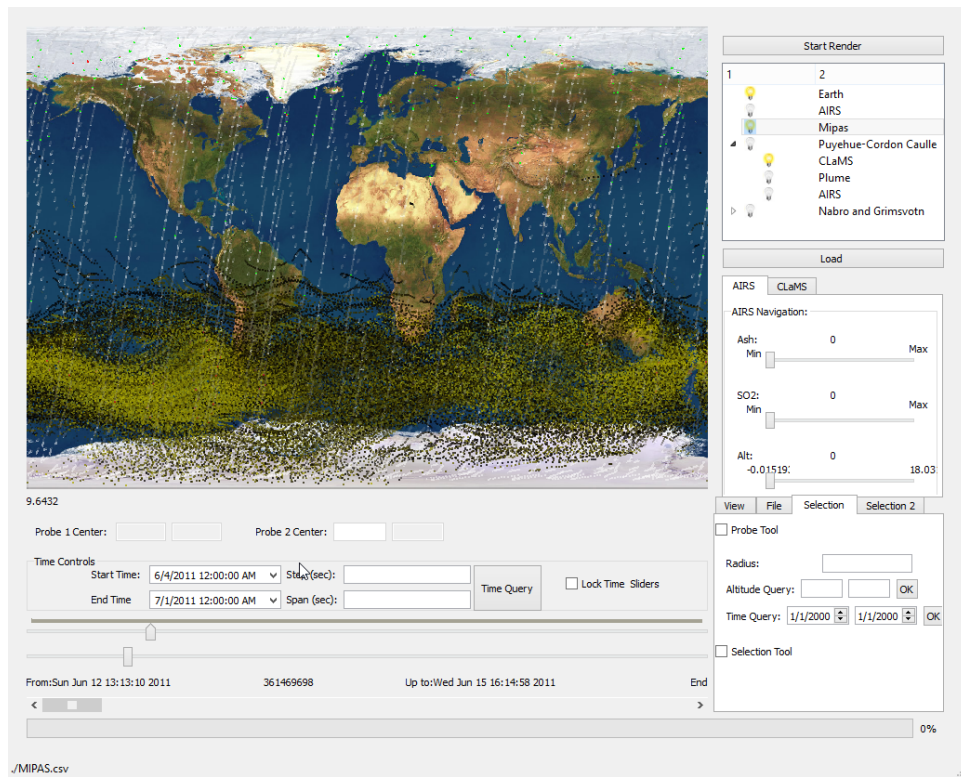 Start Render
1 2
Earth
AIRS
Mipas
Puyehue-Cordon Caulle
CLaMS
Plume
AIRS
Nabro and Grimsvotn
Load
AIRS CLaMS
AIRS Navigation:
Ash: 0
Min Max
SO2: 0
Min Max
Alt: 0
-0.01519 18.03
9.6432
View File Selection Selection 2
Probe 1 Center: Probe 2 Center:
Probe Tool
Time Controls
Start Time: 6/4/2011 12:00:00 AM (sec):
Time Query
Lock Time Sliders
End Time 7/1/2011 12:00:00 AM Span (sec):
Radius:
Altitude Query: OK
Time Query: 1/1/2000 1/1/2000 OK
Selection Tool
From:Sun Jun 12 13:13:10 2011 361469698 Up to:Wed Jun 15 16:14:58 2011 End
0%
./MIPAS.csv